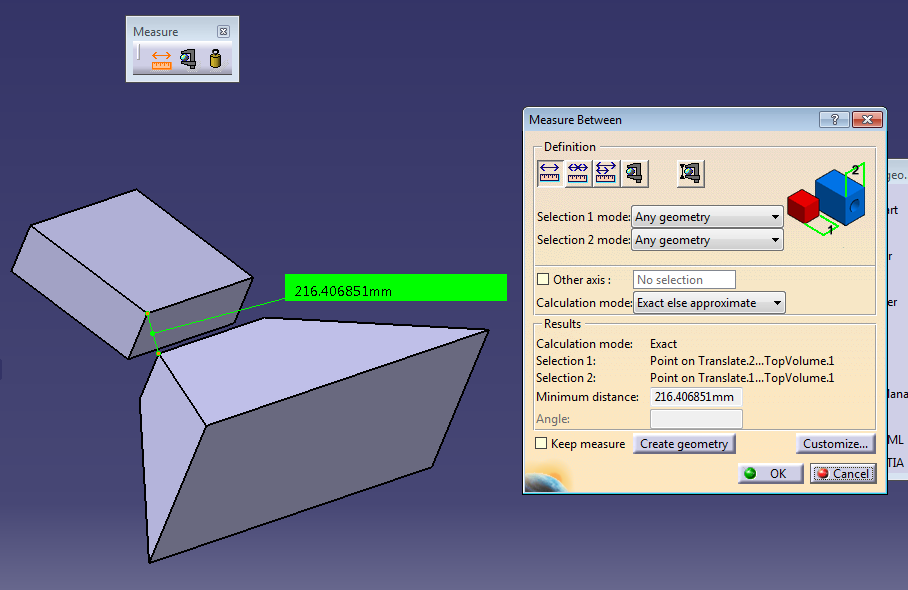 Measure
216.406851mm
Measure Between
?
Definition
2
1
Selection 1 mode: Any geometry
Selection 2 mode: Any geometry
Other axis : No selection
Calculation mode: Exact else approximate
Results
Calculation mode: Exact
Selection 1: Point on Translate.2...TopVolume.1
Selection 2: Point on Translate.1...TopVolume.1
Minimum distance: 216.406851mm
Angle:
Keep measure Create geometry Customize...
OK Cancel
geo.
art
r
er
lana
ML
TIA